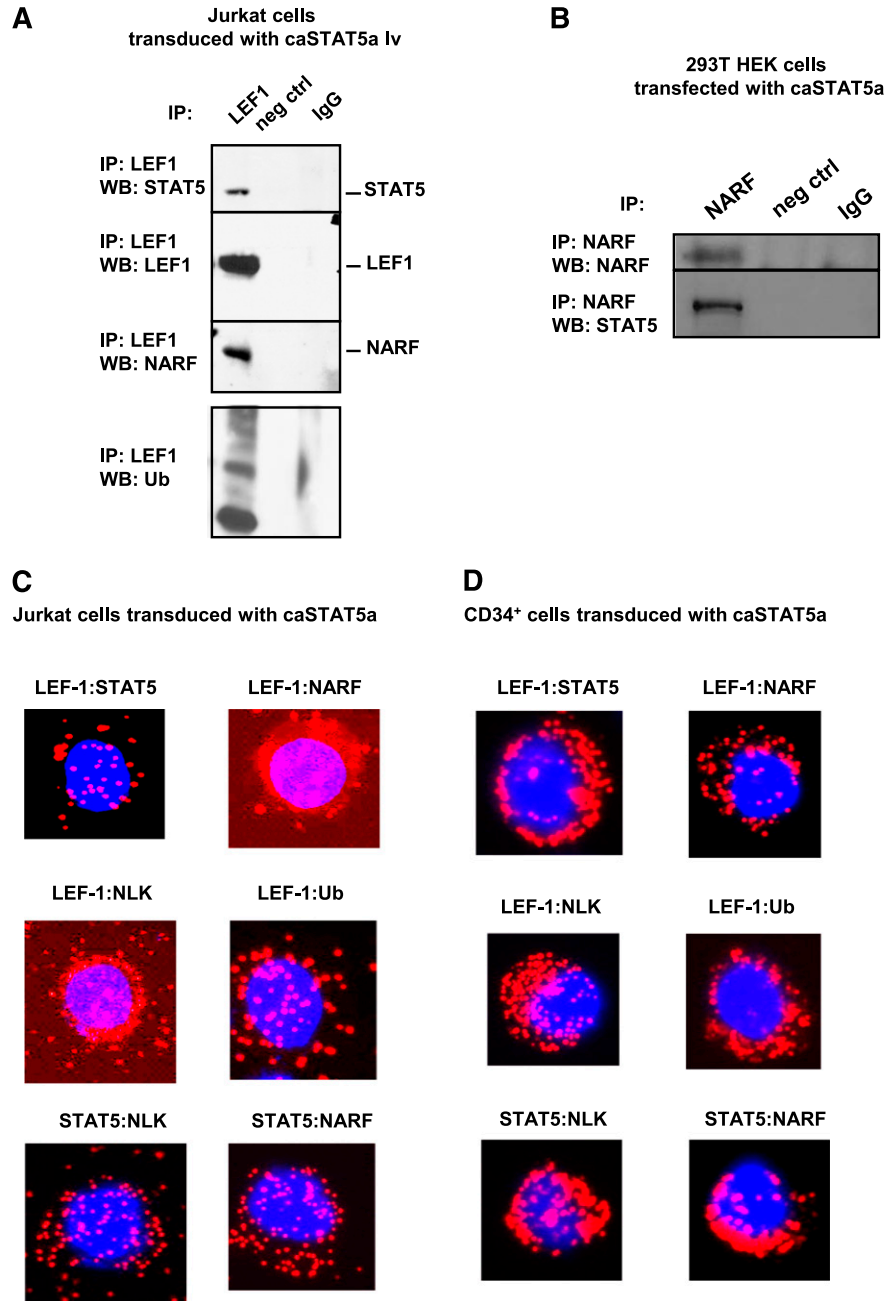 A
Jurkat cells
transduced with caSTAT5a lv
IP:
LEF1
neg ctrl
IgG
IP: LEF1
WB: STAT5
STAT5
IP: LEF1
WB: LEF1
LEF1
IP: LEF1
WB: NARF
NARF
IP: LEF1
WB: Ub
B
293T HEK cells
transfected with caSTAT5a
IP:
NARF
neg ctrl
IgG
IP: NARF
WB: NARF
IP: NARF
WB: STAT5
C
Jurkat cells transduced with caSTAT5a
LEF-1:STAT5
LEF-1:NARF
LEF-1:NLK
LEF-1:Ub
STAT5:NLK
STAT5:NARF
D
CD34⁺ cells transduced with caSTAT5a
LEF-1:STAT5
LEF-1:NARF
LEF-1:NLK
LEF-1:Ub
STAT5:NLK
STAT5:NARF